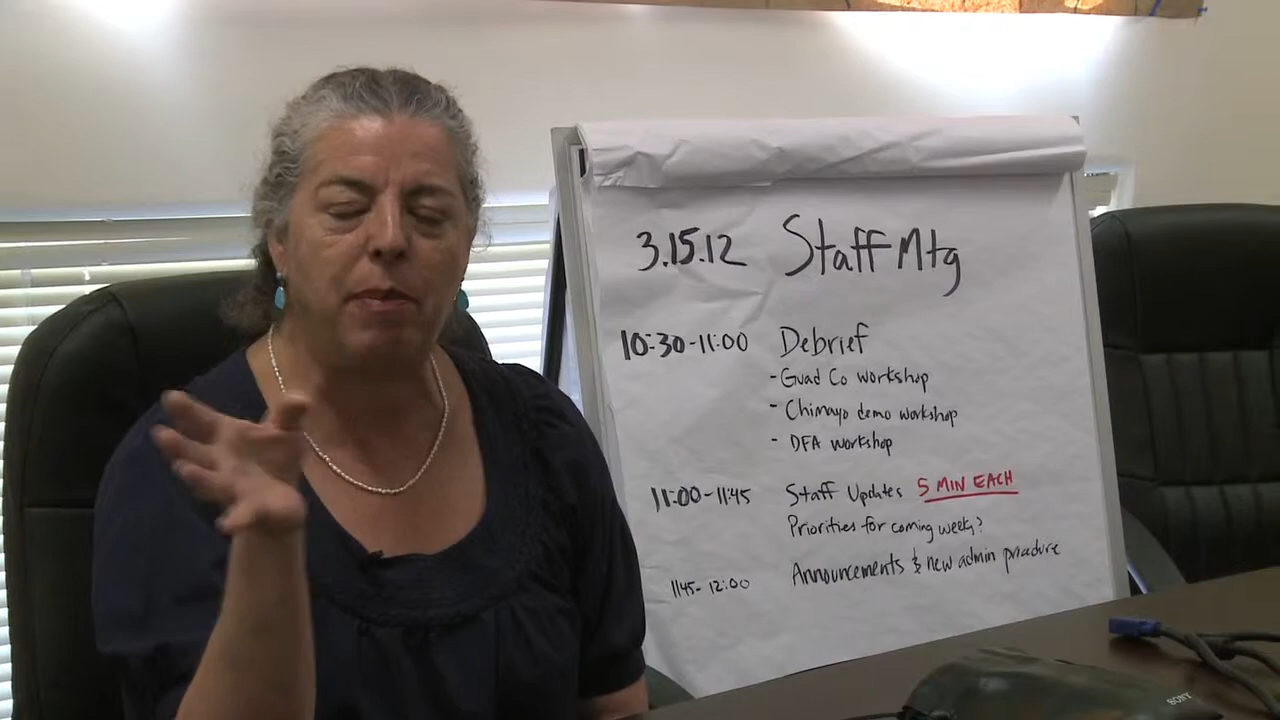 3.15.12 Staff Mtg
10:30-11:00 Debrief
- Guad Co workshop
- Chimayo demo workshop
- DFA workshop
11:00-11:45 Staff Updates 5 MIN EACH
Priorities for coming week?
1145-12:00 Announcements & new admin procedure
SONY